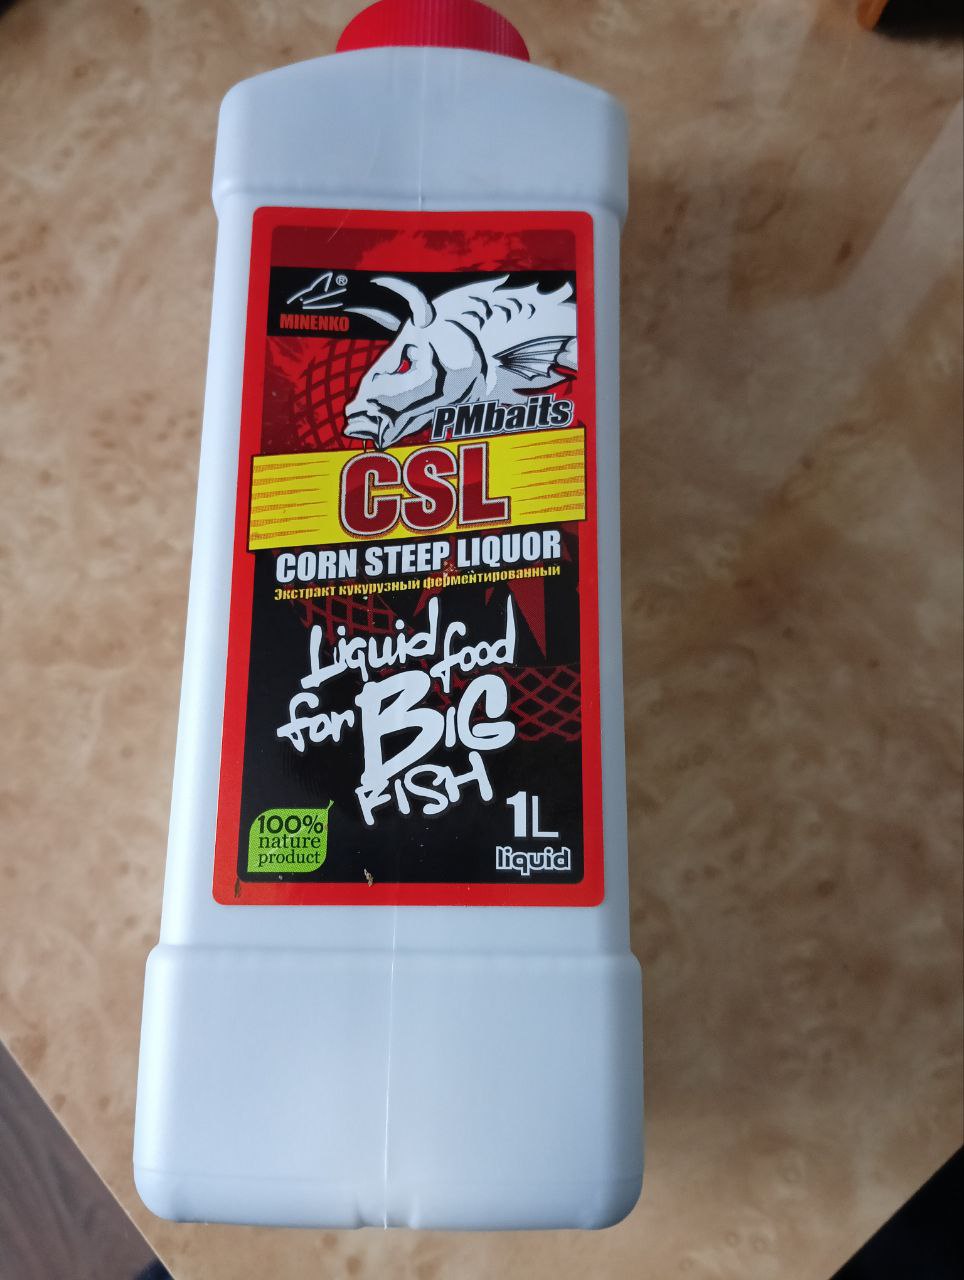 ®
MINENKO
PMbaits
CSL
CORN STEEP LIQUOR
Экстракт кукурузный ферментированный
Liquid food
for BIG
FISH
100%
nature
product
1L
liquid